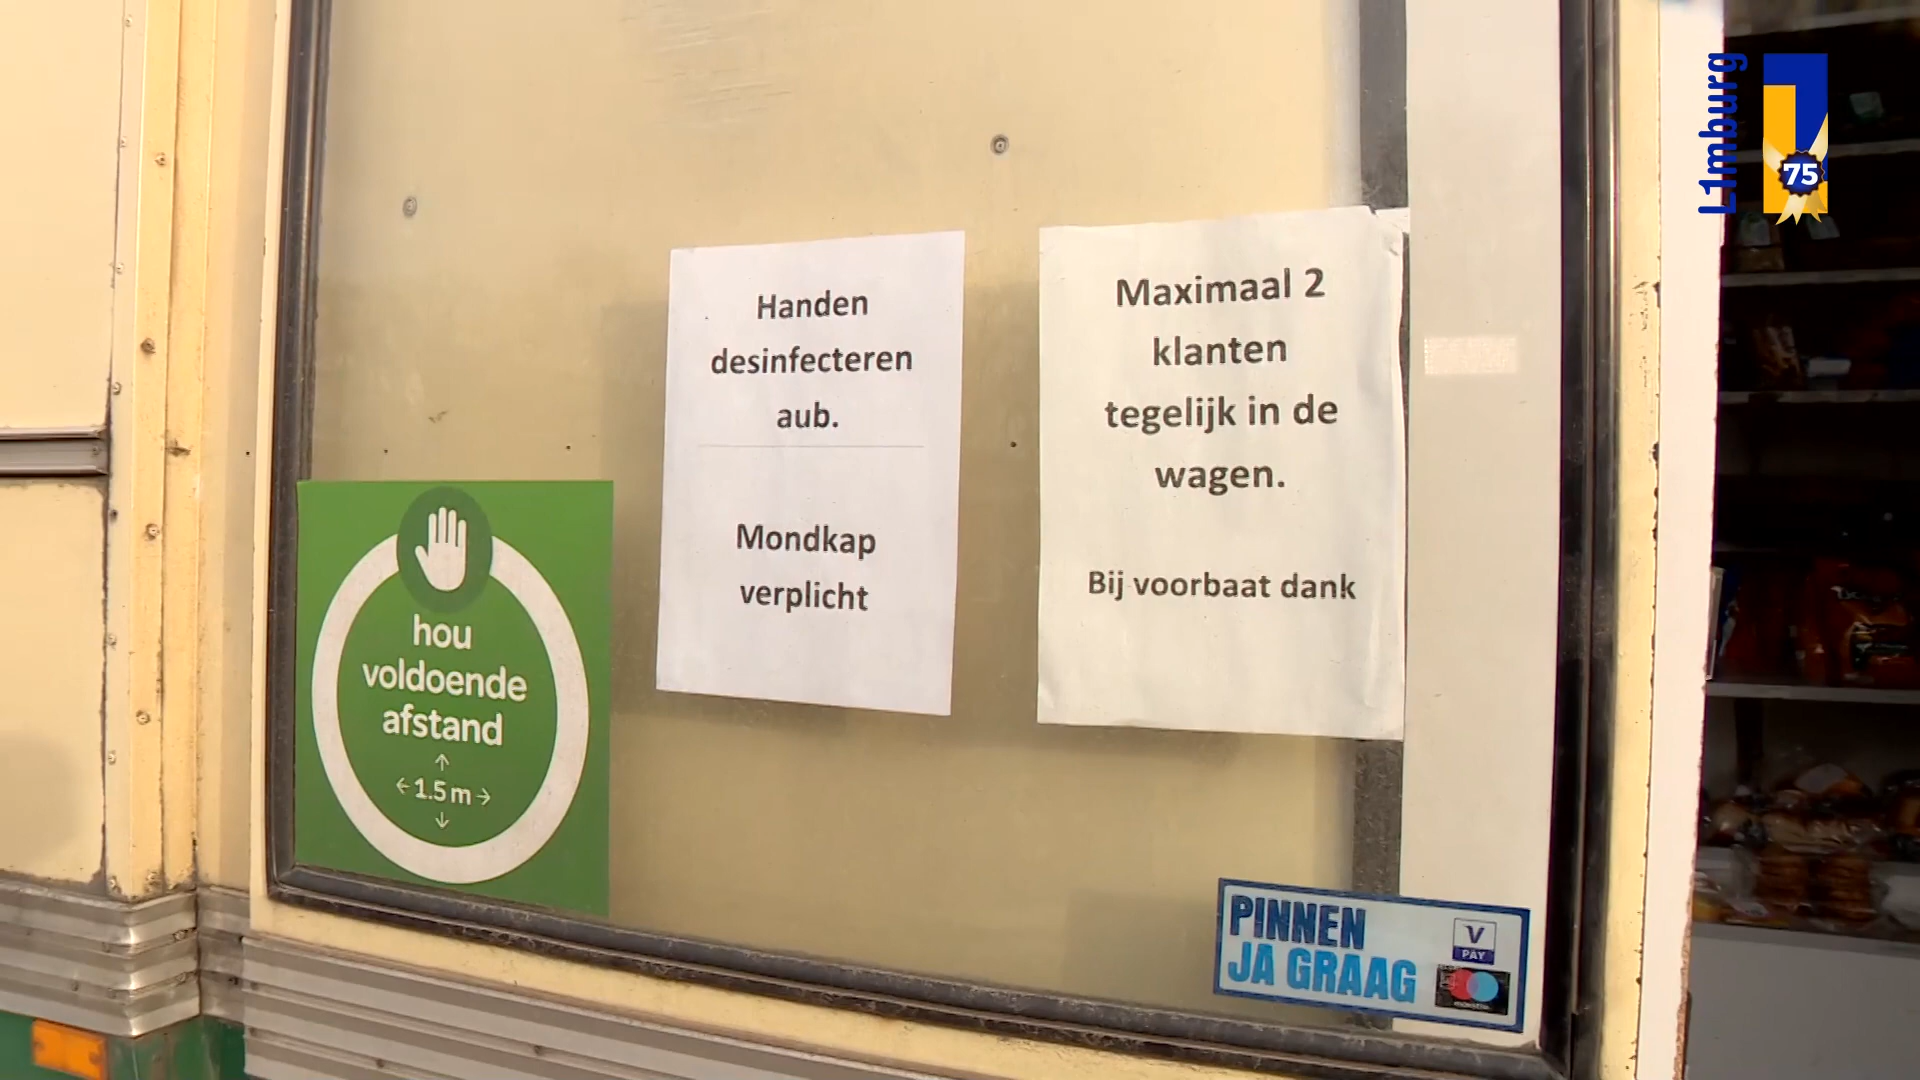 L1mburg
75
Handen
desinfecteren
aub.
Mondkap
verplicht
Maximaal 2
klanten
tegelijk in de
wagen.
Bij voorbaat dank
hou
voldoende
afstand
1.5 m
PINNEN
JA GRAAG
V
PAY
maestro